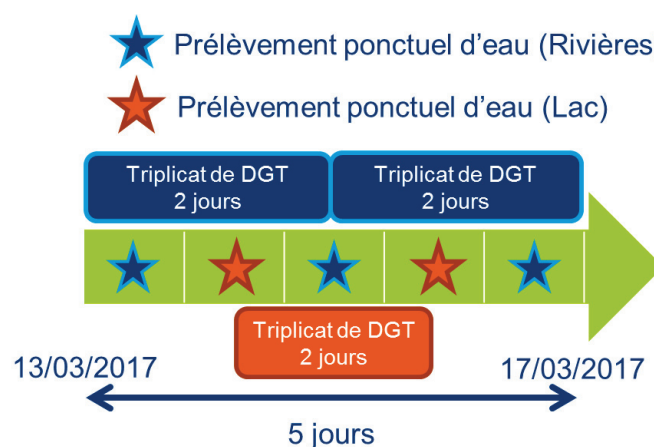 Prélèvement ponctuel d'eau (Rivières
Prélèvement ponctuel d'eau (Lac)
Triplicat de DGT
2 jours
Triplicat de DGT
2 jours
Triplicat de DGT
2 jours
13/03/2017
17/03/2017
5 jours